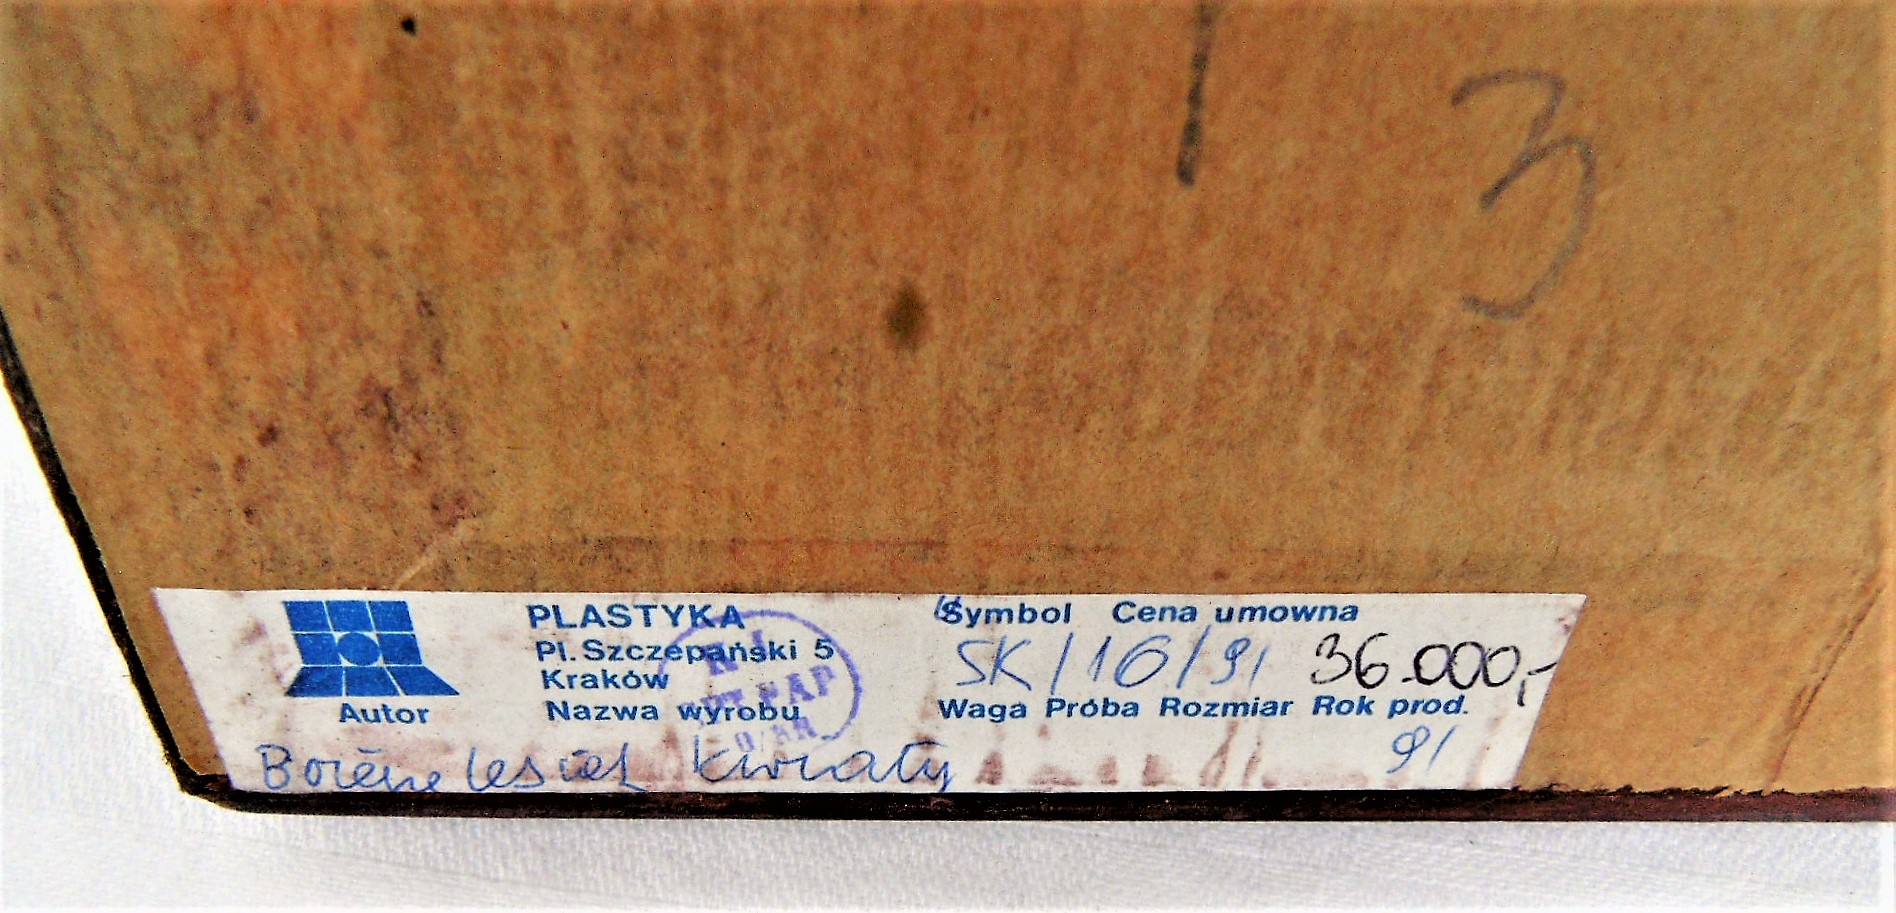 3
PLASTYKA
Pl. Szczepański 5
Kraków
Autor
Nazwa wyrobu
Symbol Cena umowna
SK/16/91 36.000,-
Waga Próba Rozmiar Rok prod.
91
Bożena Lesiak Kwiaty